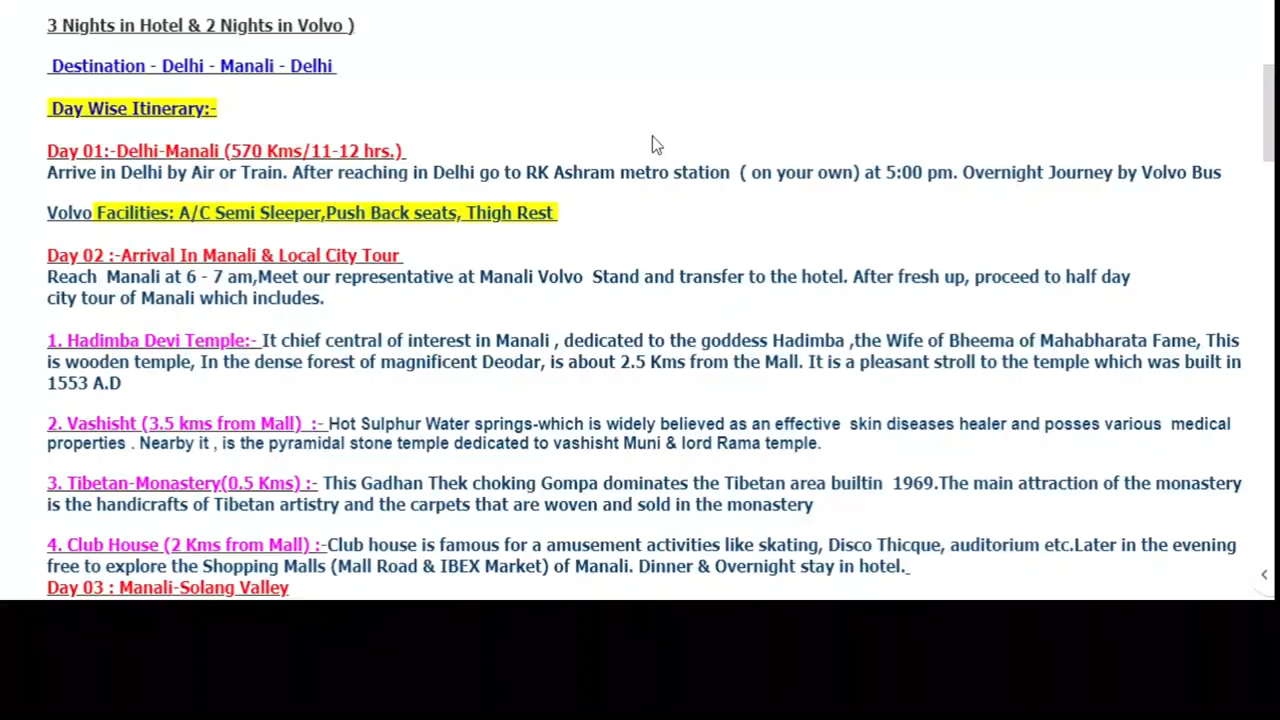 3 Nights in Hotel & 2 Nights in Volvo )
Destination - Delhi - Manali - Delhi
Day Wise Itinerary:-
Day 01:-Delhi-Manali (570 Kms/11-12 hrs.)
Arrive in Delhi by Air or Train. After reaching in Delhi go to RK Ashram metro station  ( on your own) at 5:00 pm. Overnight Journey by Volvo Bus
Volvo Facilities: A/C Semi Sleeper,Push Back seats, Thigh Rest
Day 02 :-Arrival In Manali & Local City Tour
Reach  Manali at 6 - 7 am,Meet our representative at Manali Volvo  Stand and transfer to the hotel. After fresh up, proceed to half day
city tour of Manali which includes.
1. Hadimba Devi Temple:- It chief central of interest in Manali , dedicated to the goddess Hadimba ,the Wife of Bheema of Mahabharata Fame, This
is wooden temple, In the dense forest of magnificent Deodar, is about 2.5 Kms from the Mall. It is a pleasant stroll to the temple which was built in
1553 A.D
2. Vashisht (3.5 kms from Mall)  :- Hot Sulphur Water springs-which is widely believed as an effective  skin diseases healer and posses various  medical
properties . Nearby it , is the pyramidal stone temple dedicated to vashisht Muni & lord Rama temple.
3. Tibetan-Monastery(0.5 Kms) :- This Gadhan Thek choking Gompa dominates the Tibetan area builtin  1969.The main attraction of the monastery
is the handicrafts of Tibetan artistry and the carpets that are woven and sold in the monastery
4. Club House (2 Kms from Mall) :-Club house is famous for a amusement activities like skating, Disco Thicque, auditorium etc.Later in the evening
free to explore the Shopping Malls (Mall Road & IBEX Market) of Manali. Dinner & Overnight stay in hotel.
Day 03 : Manali-Solang Valley